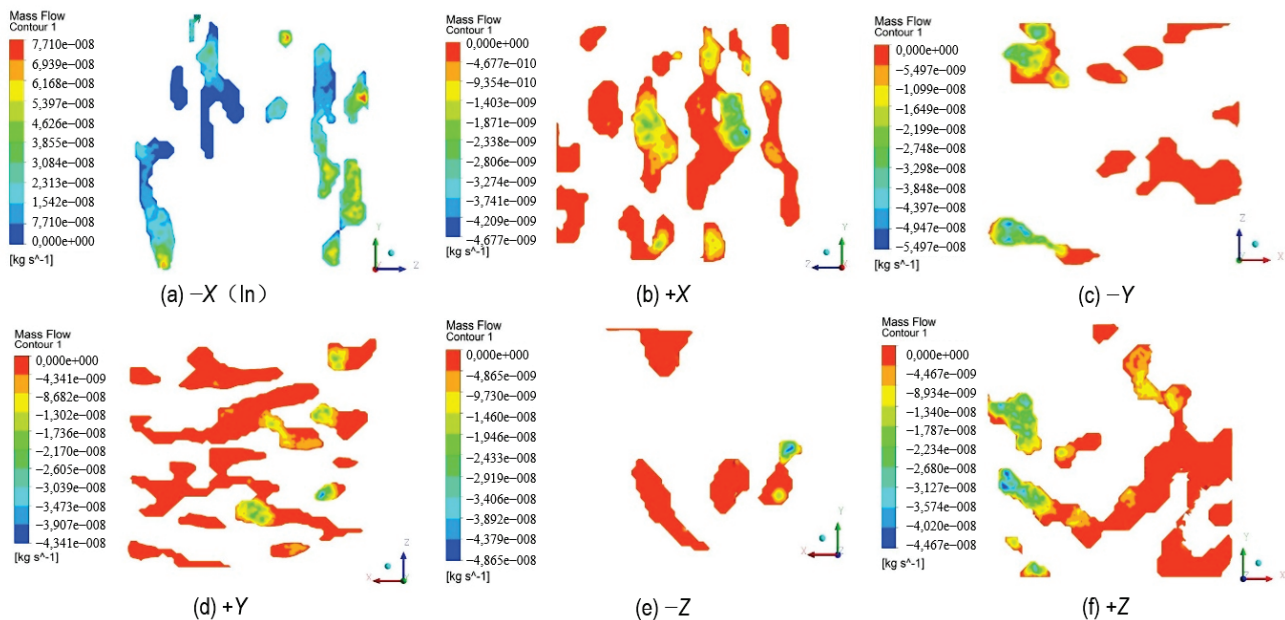 Mass Flow
Contour 1
7,710e−008
6,939e−008
6,168e−008
5,397e−008
4,626e−008
3,855e−008
3,084e−008
2,313e−008
1,542e−008
7,710e−008
0,000e+000
[kg s^-1]
Y
Z
(a) −X (In)
Mass Flow
Contour 1
0,000e+000
−4,677e−010
−9,354e−010
−1,403e−009
−1,871e−009
−2,338e−009
−2,806e−009
−3,274e−009
−3,742e−009
−4,209e−009
−4,677e−009
[kg s^-1]
Y
Z
X
(b) +X
Mass Flow
Contour 1
0,000e+000
−5,497e−009
−1,099e−008
−1,649e−008
−2,199e−008
−2,748e−008
−3,298e−008
−3,848e−008
−4,397e−008
−4,947e−008
−5,497e−008
[kg s^-1]
Z
X
(c) −Y
Mass Flow
Contour 1
0,000e+000
−4,341e−009
−8,682e−009
−1,302e−008
−1,736e−008
−2,170e−008
−2,605e−008
−3,039e−008
−3,473e−008
−3,907e−008
−4,341e−008
[kg s^-1]
Z
X
Y
(d) +Y
Mass Flow
Contour 1
0,000e+000
−4,865e−009
−9,730e−009
−1,460e−008
−1,946e−008
−2,433e−008
−2,919e−008
−3,406e−008
−3,892e−008
−4,379e−008
−4,865e−008
[kg s^-1]
Y
X
Z
(e) −Z
Mass Flow
Contour 1
0,000e+000
−4,467e−009
−8,934e−009
−1,340e−008
−1,787e−008
−2,234e−008
−2,680e−008
−3,127e−008
−3,574e−008
−4,020e−008
−4,467e−008
[kg s^-1]
Y
Z
X
(f) +Z